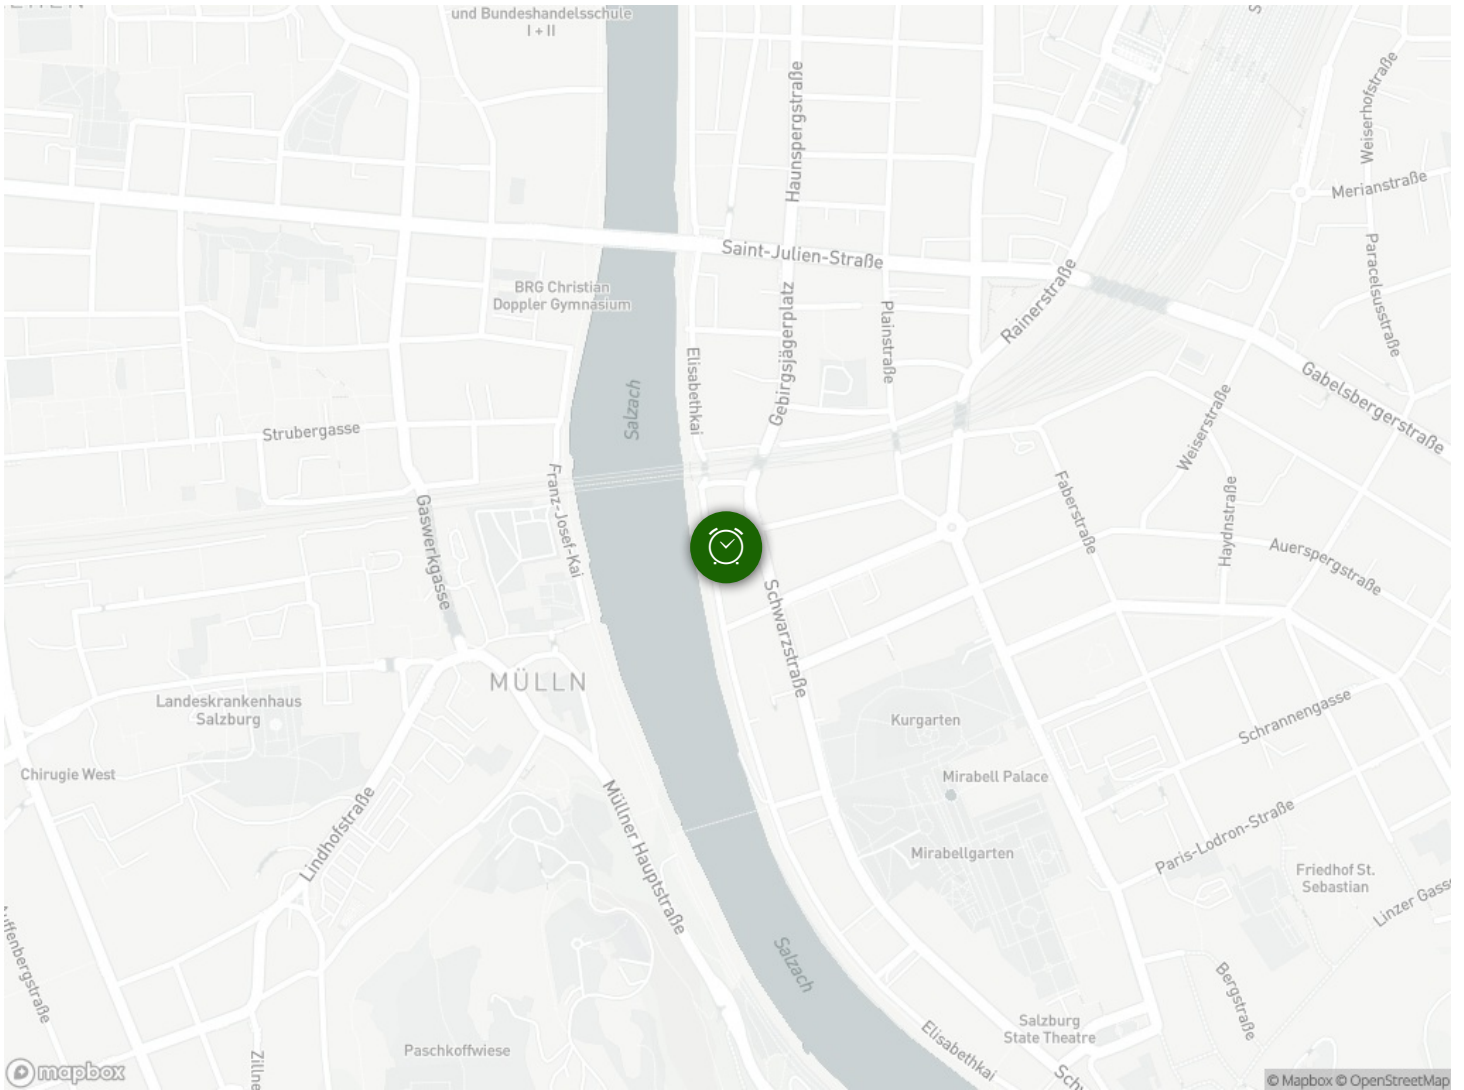 und Bundeshandelsschule
I + II
Haunspergstraße
Weiserhofstraße
Merianstraße
Saint-Julien-Straße
Paracelsusstraße
BRG Christian
Doppler Gymnasium
Rainerstraße
Plainstraße
Gebirgsjägerplatz
Elisabethkai
Salzach
Gabelsbergerstraße
Strubergasse
Weiserstraße
Franz-Josef-Kai
Gaswerkgasse
Faberstraße
Haydnstraße
Auerspergstraße
Schwarzstraße
MÜLLN
Landeskrankenhaus
Salzburg
Kurgarten
Schrannengasse
Chirugie West
Mirabell Palace
Lindhofstraße
Müllner Hauptstraße
Paris-Lodron-Straße
Mirabellgarten
Friedhof St.
Sebastian
Linzer Gasse
Salzach
Bergstraße
Salzburg
State Theatre
Elisabethkai
Paschkoffwiese
mapbox
© Mapbox © OpenStreetMap